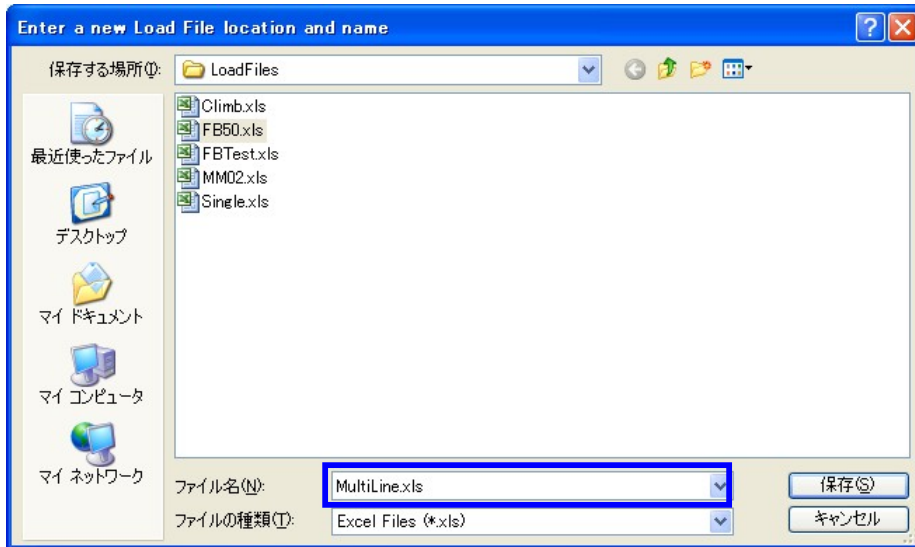 Enter a new Load File location and name
保存する場所(I):
LoadFiles
最近使ったファイル
デスクトップ
マイ ドキュメント
マイ コンピュータ
マイ ネットワーク
Climb.xls
FB50.xls
FBTest.xls
MM02.xls
Single.xls
ファイル名(N):
MultiLine.xls
保存(S)
ファイルの種類(T):
Excel Files (*.xls)
キャンセル